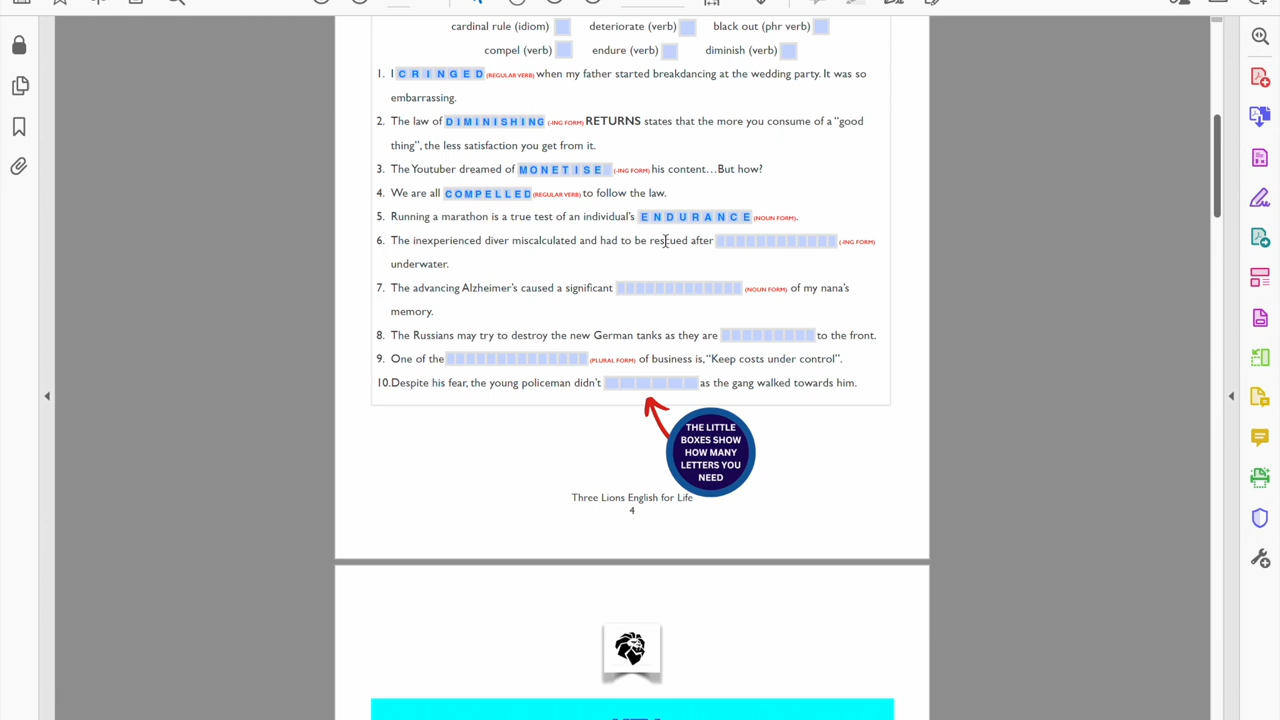 cardinal rule (idiom) deteriorate (verb) black out (phr verb)
compel (verb) endure (verb) diminish (verb)
1. I CRINGED (REGULAR VERB) when my father started breakdancing at the wedding party. It was so
embarrassing.
2. The law of DIMINISHING (-ING FORM) RETURNS states that the more you consume of a “good
thing”, the less satisfaction you get from it.
3. The Youtuber dreamed of MONETISE (-ING FORM) his content…But how?
4. We are all COMPELLED (REGULAR VERB) to follow the law.
5. Running a marathon is a true test of an individual’s ENDURANCE (NOUN FORM).
6. The inexperienced diver miscalculated and had to be rescued after (-ING FORM)
underwater.
7. The advancing Alzheimer’s caused a significant (NOUN FORM) of my nana’s
memory.
8. The Russians may try to destroy the new German tanks as they are to the front.
9. One of the (PLURAL FORM) of business is, “Keep costs under control”.
10.Despite his fear, the young policeman didn’t as the gang walked towards him.
THE LITTLE
BOXES SHOW
HOW MANY
LETTERS YOU
NEED
Three Lions English for Life
4